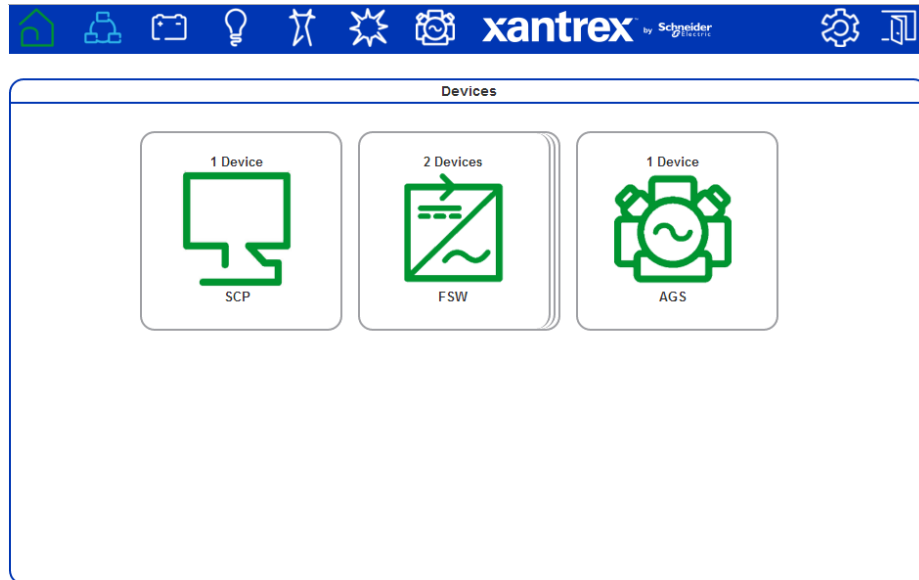 xantrex by Schneider Electric
Devices
1 Device
SCP
2 Devices
FSW
1 Device
AGS